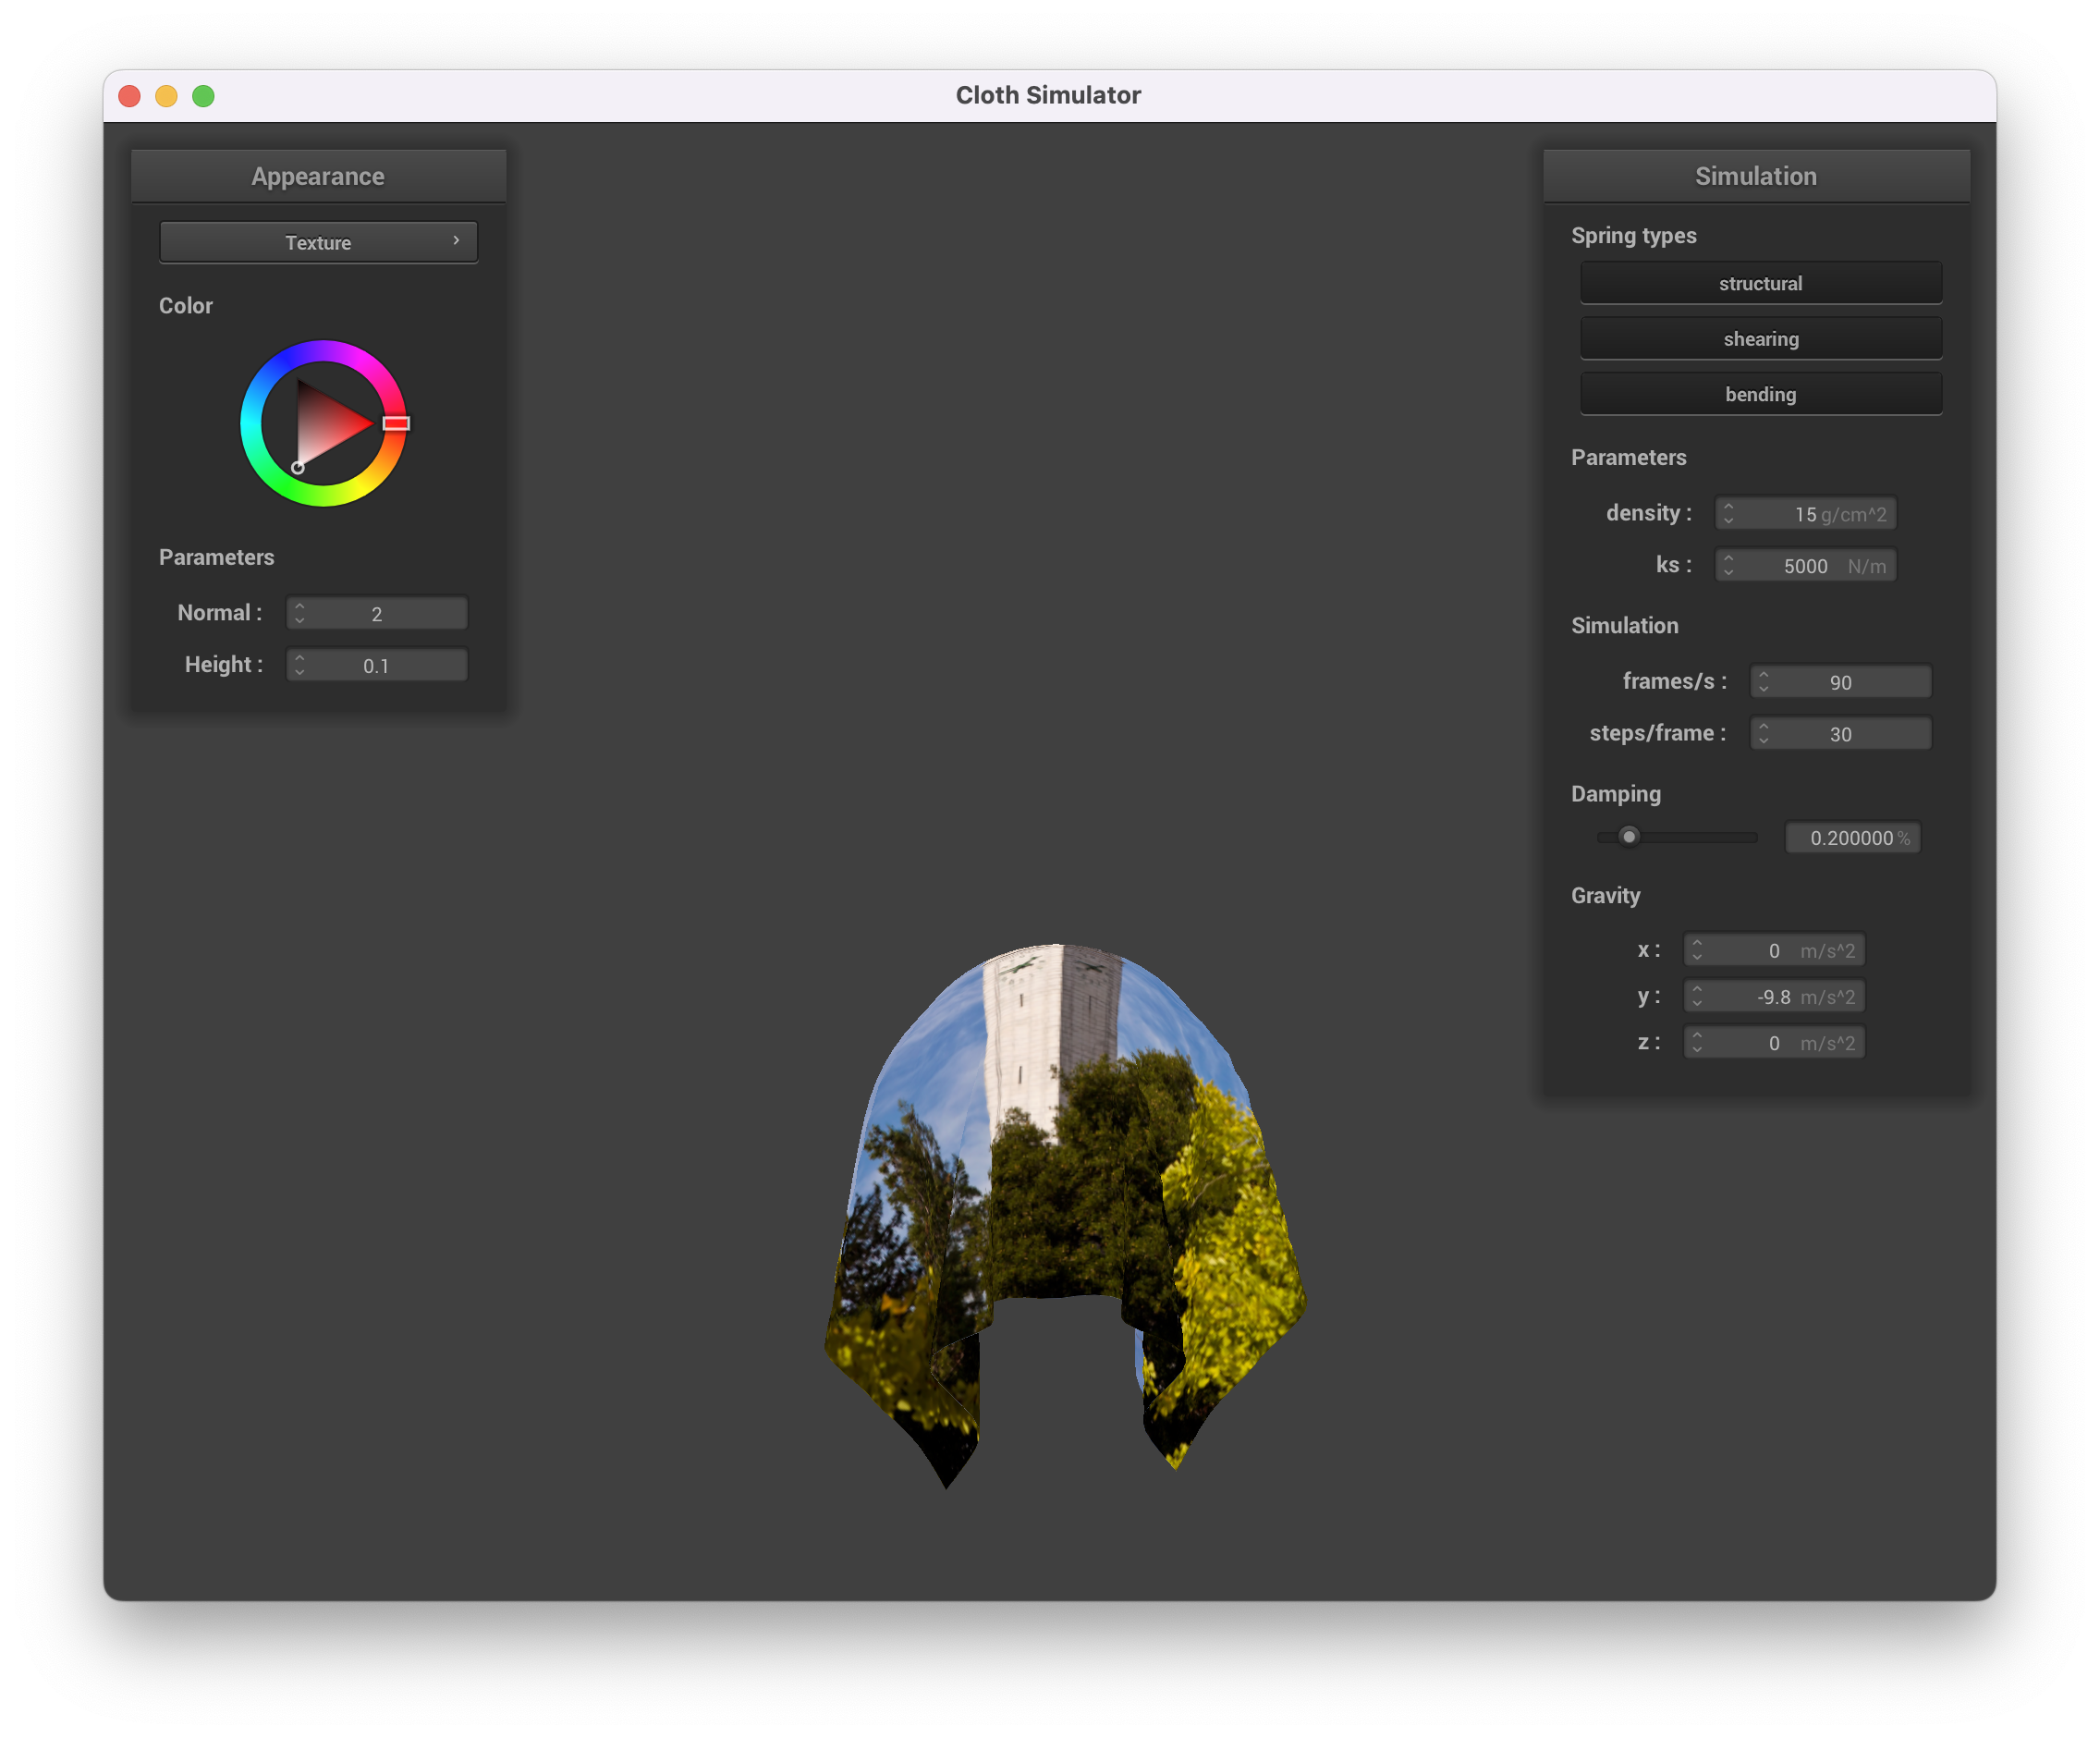 Cloth Simulator
Appearance
Texture
Color
Parameters
Normal : 2
Height : 0.1
Simulation
Spring types
structural
shearing
bending
Parameters
density : 15 g/cm^2
ks : 5000 N/m
Simulation
frames/s : 90
steps/frame : 30
Damping
0.200000 %
Gravity
x : 0 m/s^2
y : -9.8 m/s^2
z : 0 m/s^2